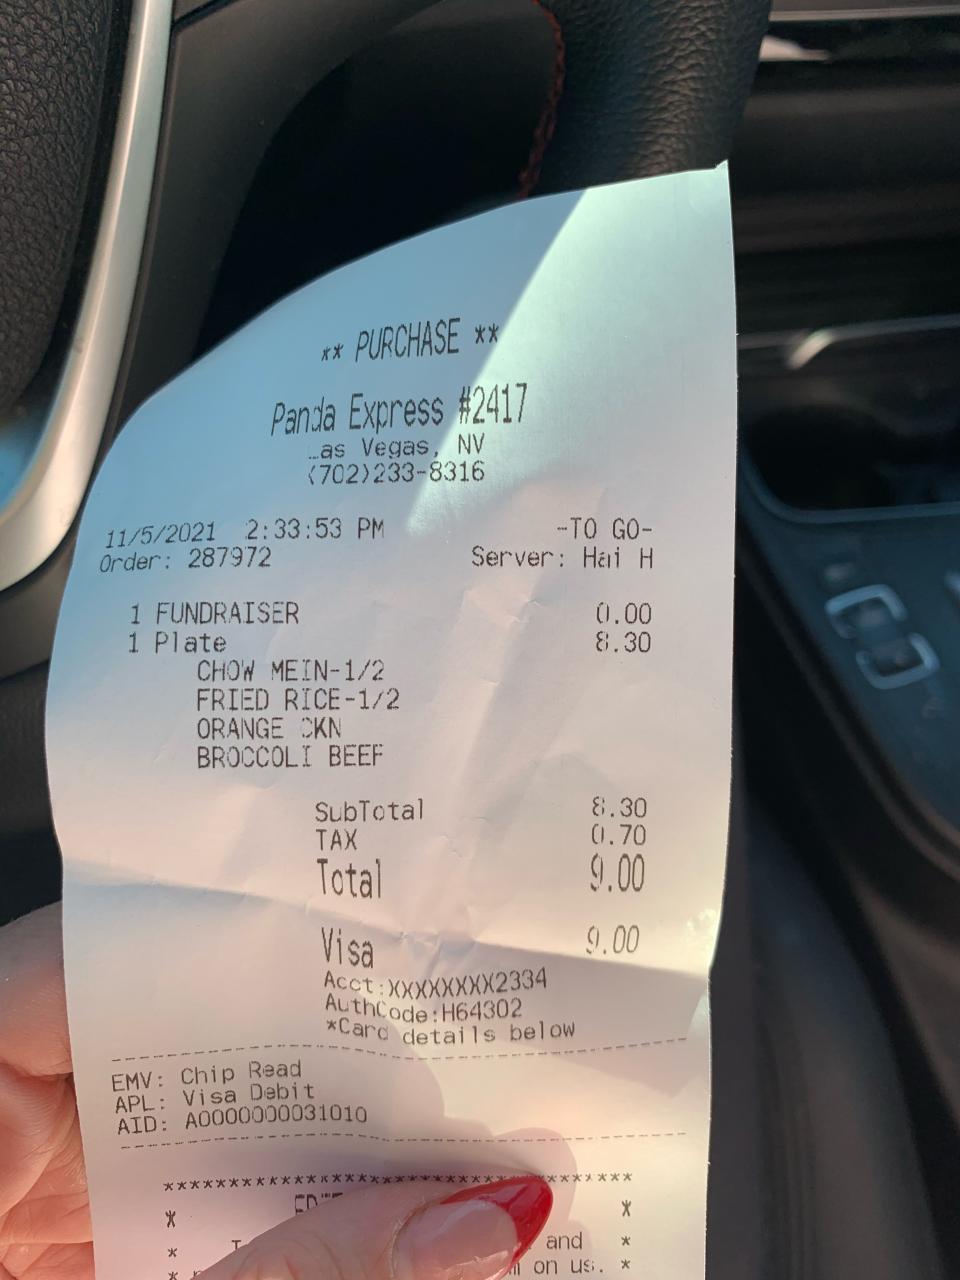 ** PURCHASE **
Panda Express #2417
as Vegas, NV
(702)233-8316
11/5/2021 2:33:53 PM -TO GO-
Order: 287972 Server: Hai H
1 FUNDRAISER 0.00
1 Plate 8.30
CHOW MEIN-1/2
FRIED RICE-1/2
ORANGE CKN
BROCCOLI BEEF
SubTotal 8.30
TAX 0.70
Total 9.00
Visa 9.00
Acct:XXXXXXXX2334
AuthCode:H64302
*Card details below
EMV: Chip Read
APL: Visa Debit
AID: A0000000031010
* *
* and *
* on us. *